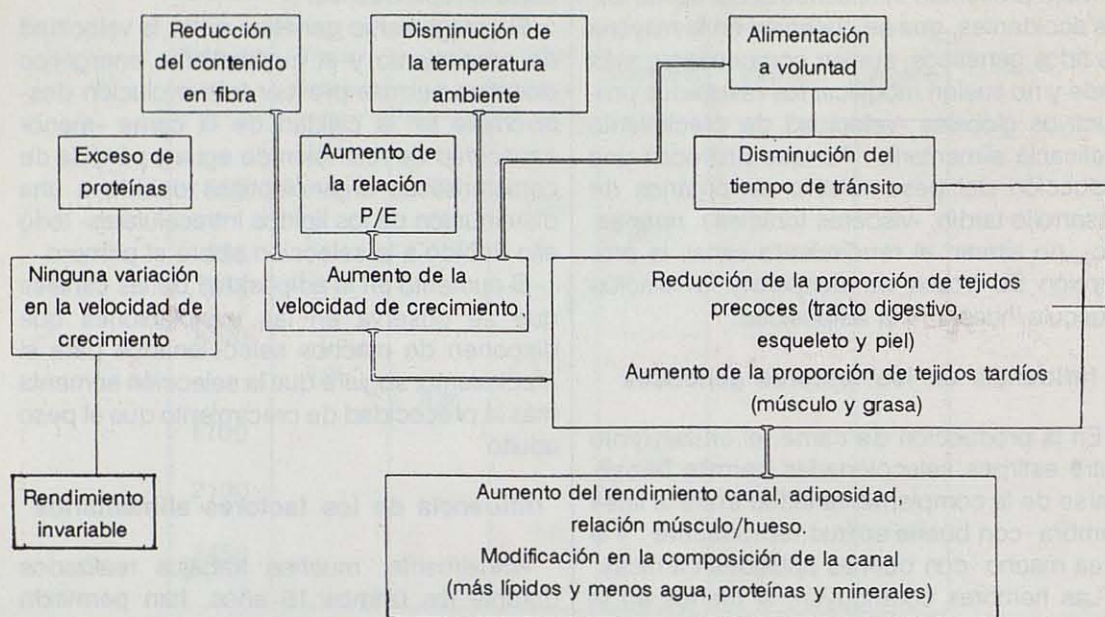 Reducción
del contenido
en fibra
Disminución de
la temperatura
ambiente
Alimentación
a voluntad
Exceso de
proteínas
Aumento de
la relación
P/E
Disminución del
tiempo de tránsito
Ninguna variación
en la velocidad de
crecimiento
Aumento de la
velocidad de crecimiento
Reducción de la proporción de tejidos
precoces (tracto digestivo,
esqueleto y piel)
Aumento de la proporción de tejidos tardíos
(músculo y grasa)
Rendimiento
invariable
Aumento del rendimiento canal, adiposidad,
relación músculo/hueso.
Modificación en la composición de la canal
(más lípidos y menos agua, proteínas y minerales)